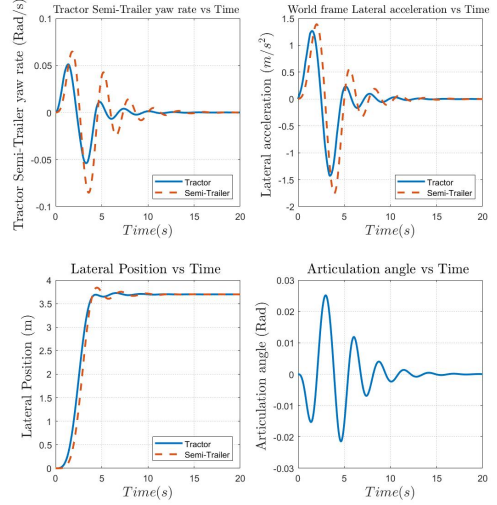 Tractor Semi-Trailer yaw rate vs Time
Tractor Semi-Trailer yaw rate (Rad/s)
0.1
0.05
0
-0.05
-0.1
0 5 10 15 20
Time(s)
Tractor
Semi-Trailer
World frame Lateral acceleration vs Time
Lateral acceleration (m/s²)
1.5
1
0.5
0
-0.5
-1
-1.5
-2
0 5 10 15 20
Time(s)
Tractor
Semi-Trailer
Lateral Position vs Time
Lateral Position (m)
4
3.5
3
2.5
2
1.5
1
0.5
0
0 5 10 15 20
Time(s)
Tractor
Semi-Trailer
Articulation angle vs Time
Articulation angle (Rad)
0.03
0.02
0.01
0
-0.01
-0.02
-0.03
0 5 10 15 20
Time(s)